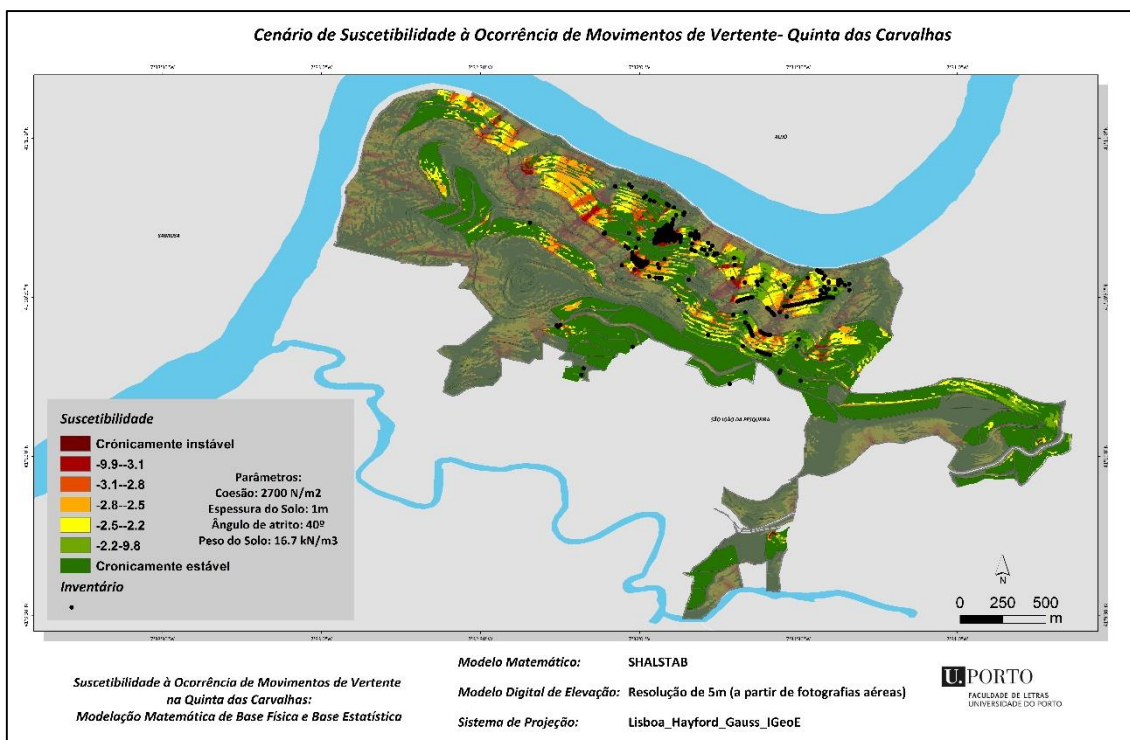 Cenário de Suscetibilidade à Ocorrência de Movimentos de Vertente- Quinta das Carvalhas
SÃO JOÃO DA PESQUEIRA
Suscetibilidade
Crónicamente instável
-9.9--3.1
-3.1--2.8
-2.8--2.5
-2.5--2.2
-2.2-9.8
Cronicamente estável
Inventário
Parâmetros:
Coesão: 2700 N/m2
Espessura do Solo: 1m
Ângulo de atrito: 40º
Peso do Solo: 16.7 kN/m3
N
0 250 500
m
Suscetibilidade à Ocorrência de Movimentos de Vertente
na Quinta das Carvalhas:
Modelação Matemática de Base Física e Base Estatística
Modelo Matemático: SHALSTAB
Modelo Digital de Elevação: Resolução de 5m (a partir de fotografias aéreas)
Sistema de Projeção: Lisboa_Hayford_Gauss_IGeoE
U. PORTO
FACULDADE DE LETRAS
UNIVERSIDADE DO PORTO